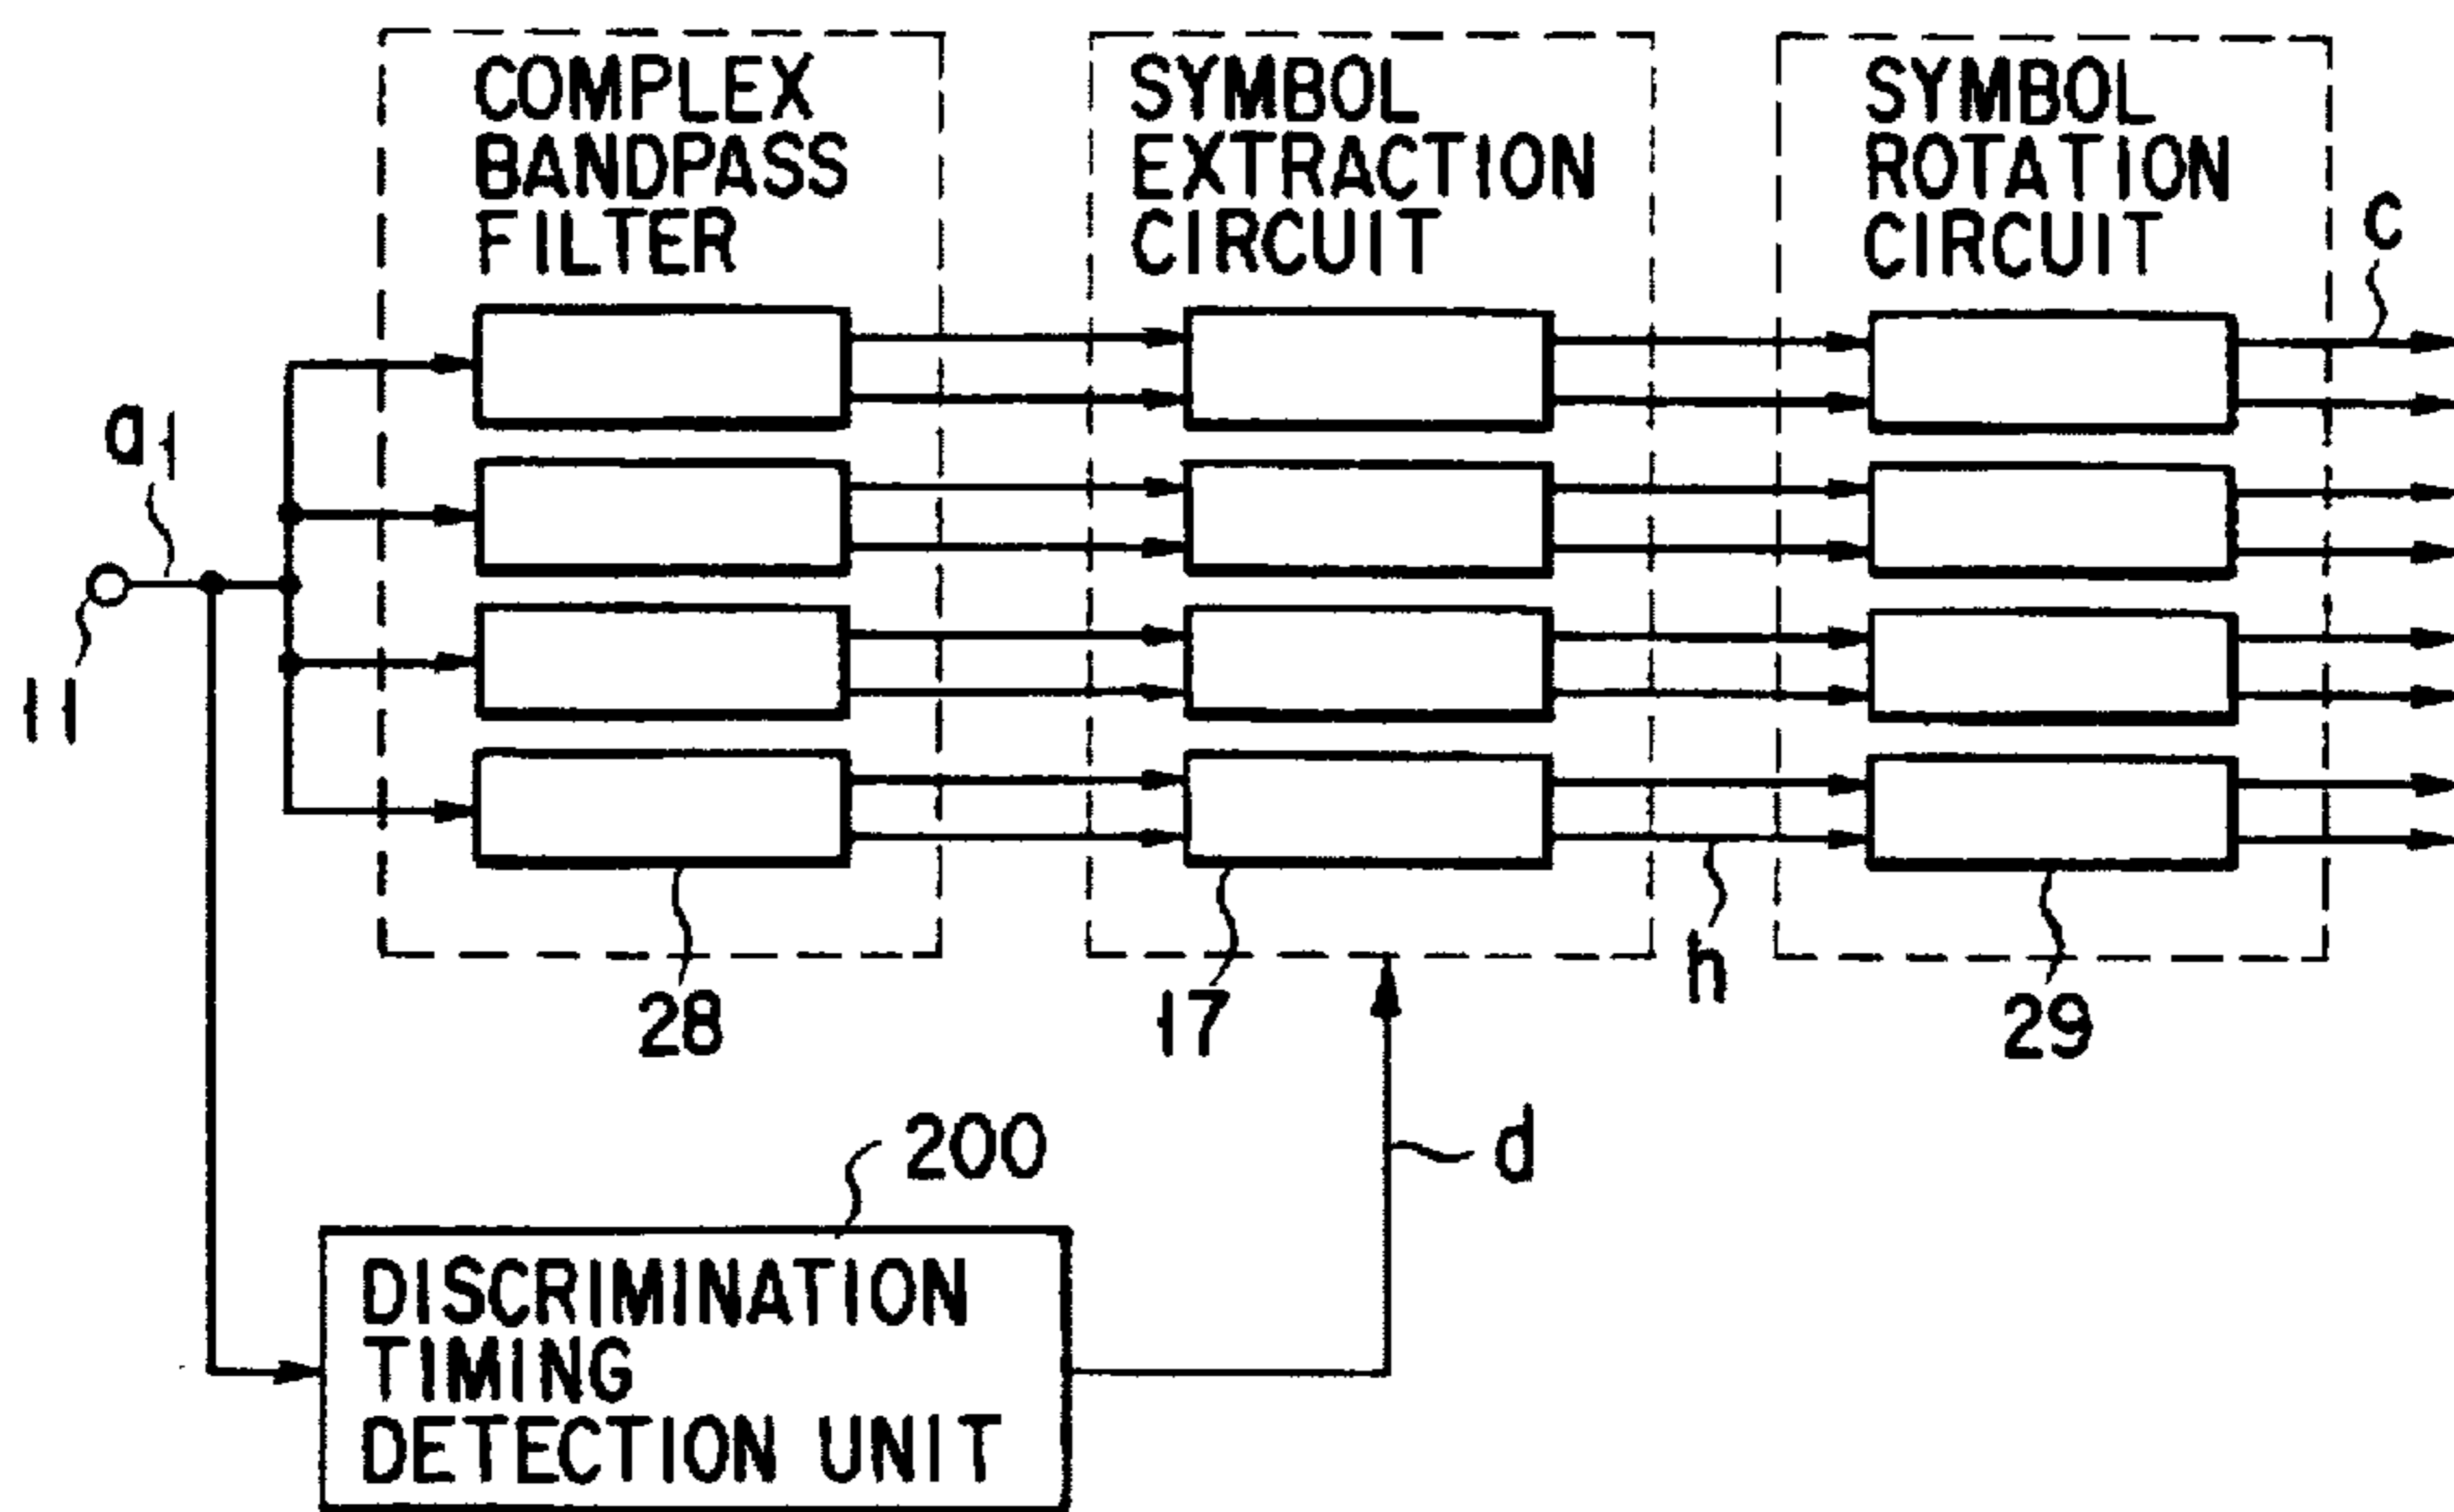 COMPLEX
BANDPASS
FILTER
SYMBOL
EXTRACTION
CIRCUIT
SYMBOL
ROTATION
CIRCUIT
c
a1
11
h
28
17
29
200
d
DISCRIMINATION
TIMING
DETECTION UNIT